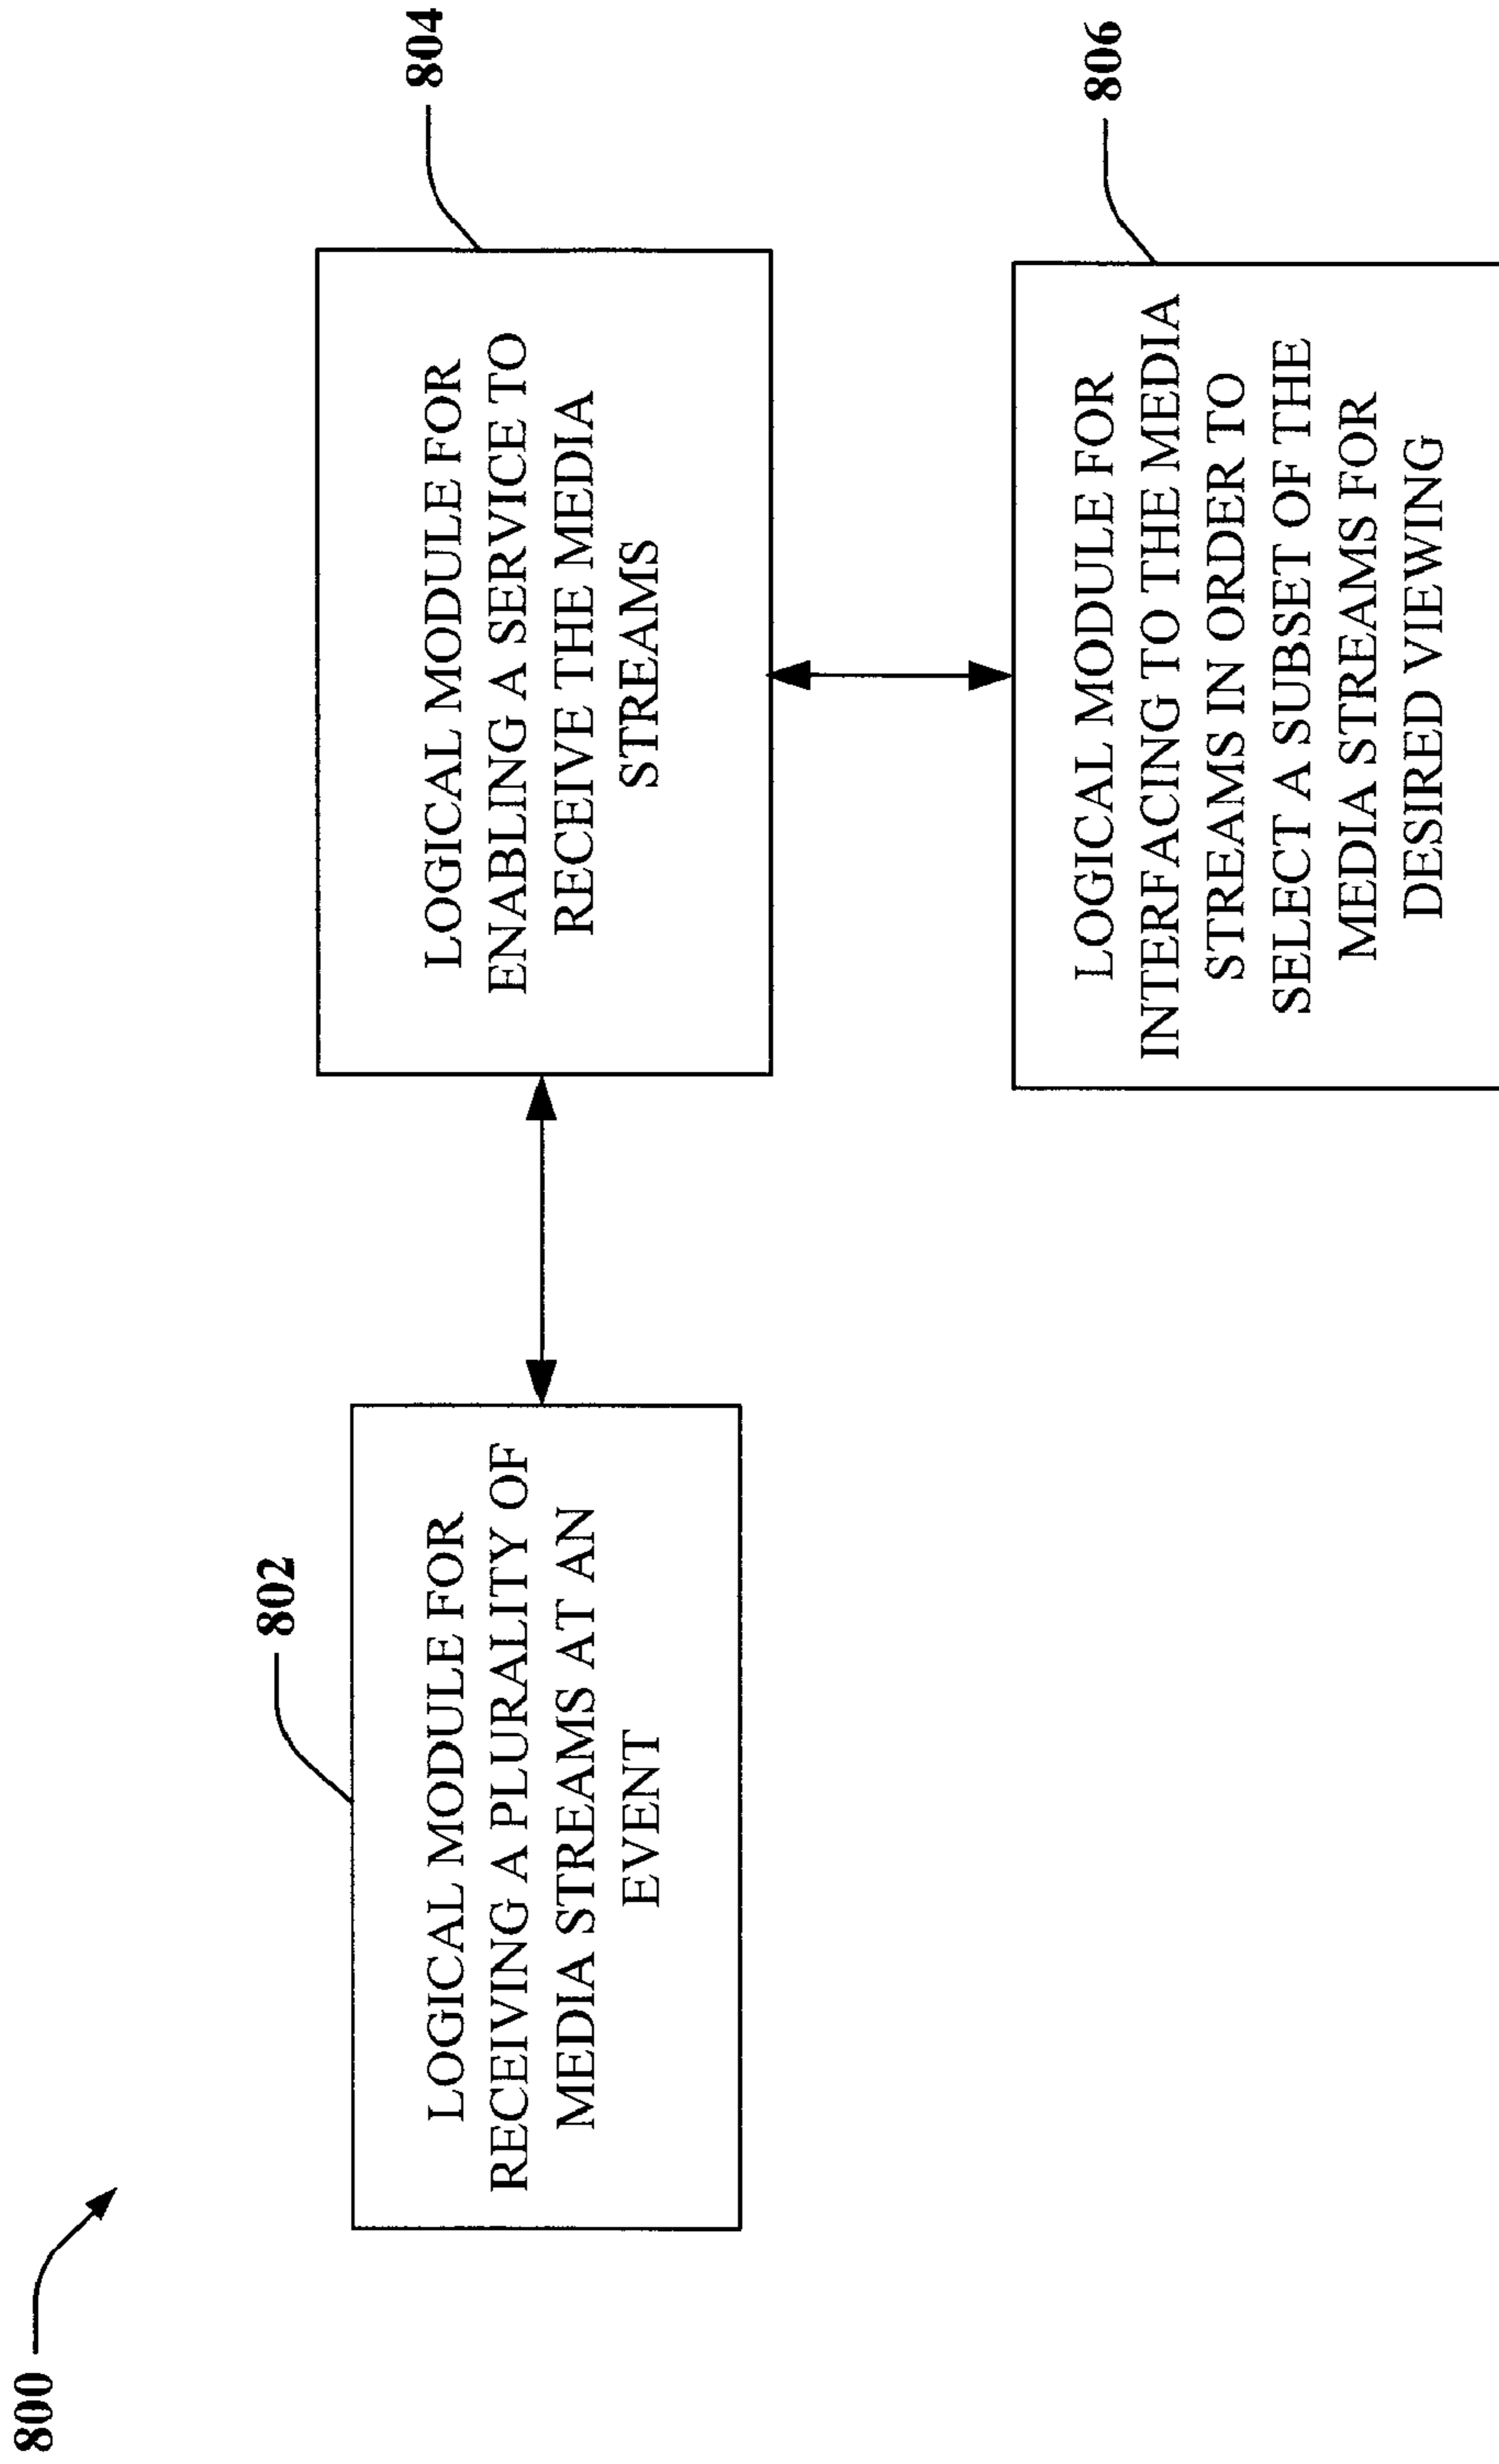 800
802
LOGICAL MODULE FOR
RECEIVING A PLURALITY OF
MEDIA STREAMS AT AN
EVENT
804
LOGICAL MODULE FOR
ENABLING A SERVICE TO
RECEIVE THE MEDIA
STREAMS
806
LOGICAL MODULE FOR
INTERFACING TO THE MEDIA
STREAMS IN ORDER TO
SELECT A SUBSET OF THE
MEDIA STREAMS FOR
DESIRED VIEWING